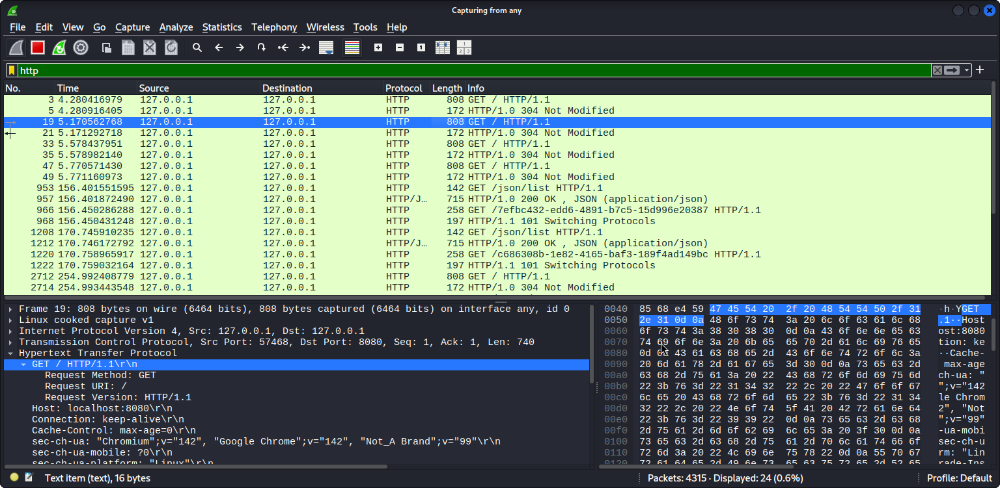 Capturing from any
File Edit View Go Capture Analyze Statistics Telephony Wireless Tools Help
http
No. Time Source Destination Protocol Length Info
3 4.280416979 127.0.0.1 127.0.0.1 HTTP 808 GET / HTTP/1.1
5 4.280916405 127.0.0.1 127.0.0.1 HTTP 172 HTTP/1.0 304 Not Modified
19 5.170562768 127.0.0.1 127.0.0.1 HTTP 808 GET / HTTP/1.1
21 5.171292718 127.0.0.1 127.0.0.1 HTTP 172 HTTP/1.0 304 Not Modified
33 5.578437951 127.0.0.1 127.0.0.1 HTTP 808 GET / HTTP/1.1
35 5.578982140 127.0.0.1 127.0.0.1 HTTP 172 HTTP/1.0 304 Not Modified
47 5.770571430 127.0.0.1 127.0.0.1 HTTP 808 GET / HTTP/1.1
49 5.771160973 127.0.0.1 127.0.0.1 HTTP 172 HTTP/1.0 304 Not Modified
953 156.401551595 127.0.0.1 127.0.0.1 HTTP 142 GET /json/list HTTP/1.1
957 156.401872490 127.0.0.1 127.0.0.1 HTTP/J… 715 HTTP/1.0 200 OK , JSON (application/json)
966 156.450286288 127.0.0.1 127.0.0.1 HTTP 258 GET /7efbc432-edd6-4891-b7c5-15d996e20387 HTTP/1.1
968 156.450431248 127.0.0.1 127.0.0.1 HTTP 197 HTTP/1.1 101 Switching Protocols
1208 170.745910235 127.0.0.1 127.0.0.1 HTTP 142 GET /json/list HTTP/1.1
1212 170.746172792 127.0.0.1 127.0.0.1 HTTP/J… 715 HTTP/1.0 200 OK , JSON (application/json)
1220 170.758965917 127.0.0.1 127.0.0.1 HTTP 258 GET /c686308b-1e82-4165-baf3-189f4ad149bc HTTP/1.1
1222 170.759032164 127.0.0.1 127.0.0.1 HTTP 197 HTTP/1.1 101 Switching Protocols
2712 254.992408779 127.0.0.1 127.0.0.1 HTTP 808 GET / HTTP/1.1
2714 254.993443548 127.0.0.1 127.0.0.1 HTTP 172 HTTP/1.0 304 Not Modified
Frame 19: 808 bytes on wire (6464 bits), 808 bytes captured (6464 bits) on interface any, id 0
Linux cooked capture v1
Internet Protocol Version 4, Src: 127.0.0.1, Dst: 127.0.0.1
Transmission Control Protocol, Src Port: 57468, Dst Port: 8080, Seq: 1, Ack: 1, Len: 740
Hypertext Transfer Protocol
GET / HTTP/1.1\r\n
Request Method: GET
Request URI: /
Request Version: HTTP/1.1
Host: localhost:8080\r\n
Connection: keep-alive\r\n
Cache-Control: max-age=0\r\n
sec-ch-ua: "Chromium";v="142", "Google Chrome";v="142", "Not_A Brand";v="99"\r\n
sec-ch-ua-mobile: ?0\r\n
sec-ch-ua-platform: "Linux"\r\n
0040 85 68 e4 59 47 45 54 20 2f 20 48 54 54 50 2f 31 ·h·YGET
0050 2e 31 0d 0a 48 6f 73 74 3a 20 6c 6f 63 61 6c 68 .1··Host
0060 6f 73 74 3a 38 30 38 30 0d 0a 43 6f 6e 6e 65 63 ost:8080
0070 74 69 6f 6e 3a 20 6b 65 65 70 2d 61 6c 69 76 65 tion: ke
0080 0d 0a 43 61 63 68 65 2d 43 6f 6e 74 72 6f 6c 3a ··Cache-
0090 20 6d 61 78 2d 61 67 65 3d 30 0d 0a 73 65 63 2d max-age
00a0 63 68 2d 75 61 3a 20 22 43 68 72 6f 6d 69 75 6d ch-ua: "
00b0 22 3b 76 3d 22 31 34 32 22 2c 20 22 47 6f 6f 67 ";v="142
00c0 6c 65 20 43 68 72 6f 6d 65 22 3b 76 3d 22 31 34 le Chrom
00d0 32 22 2c 20 22 4e 6f 74 5f 41 20 42 72 61 6e 64 2", "Not
00e0 22 3b 76 3d 22 39 39 22 0d 0a 73 65 63 2d 63 68 ";v="99"
00f0 2d 75 61 2d 6d 6f 62 69 6c 65 3a 20 3f 30 0d 0a -ua-mobi
0100 73 65 63 2d 63 68 2d 75 61 2d 70 6c 61 74 66 6f sec-ch-u
0110 72 6d 3a 20 22 4c 69 6e 75 78 22 0d 0a 55 70 67 rm: "Lin
0120 72 61 64 65 2d 49 6e 73 65 63 75 72 65 2d 52 65 rade-Ins
Text item (text), 16 bytes
Packets: 4315 · Displayed: 24 (0.6%)
Profile: Default